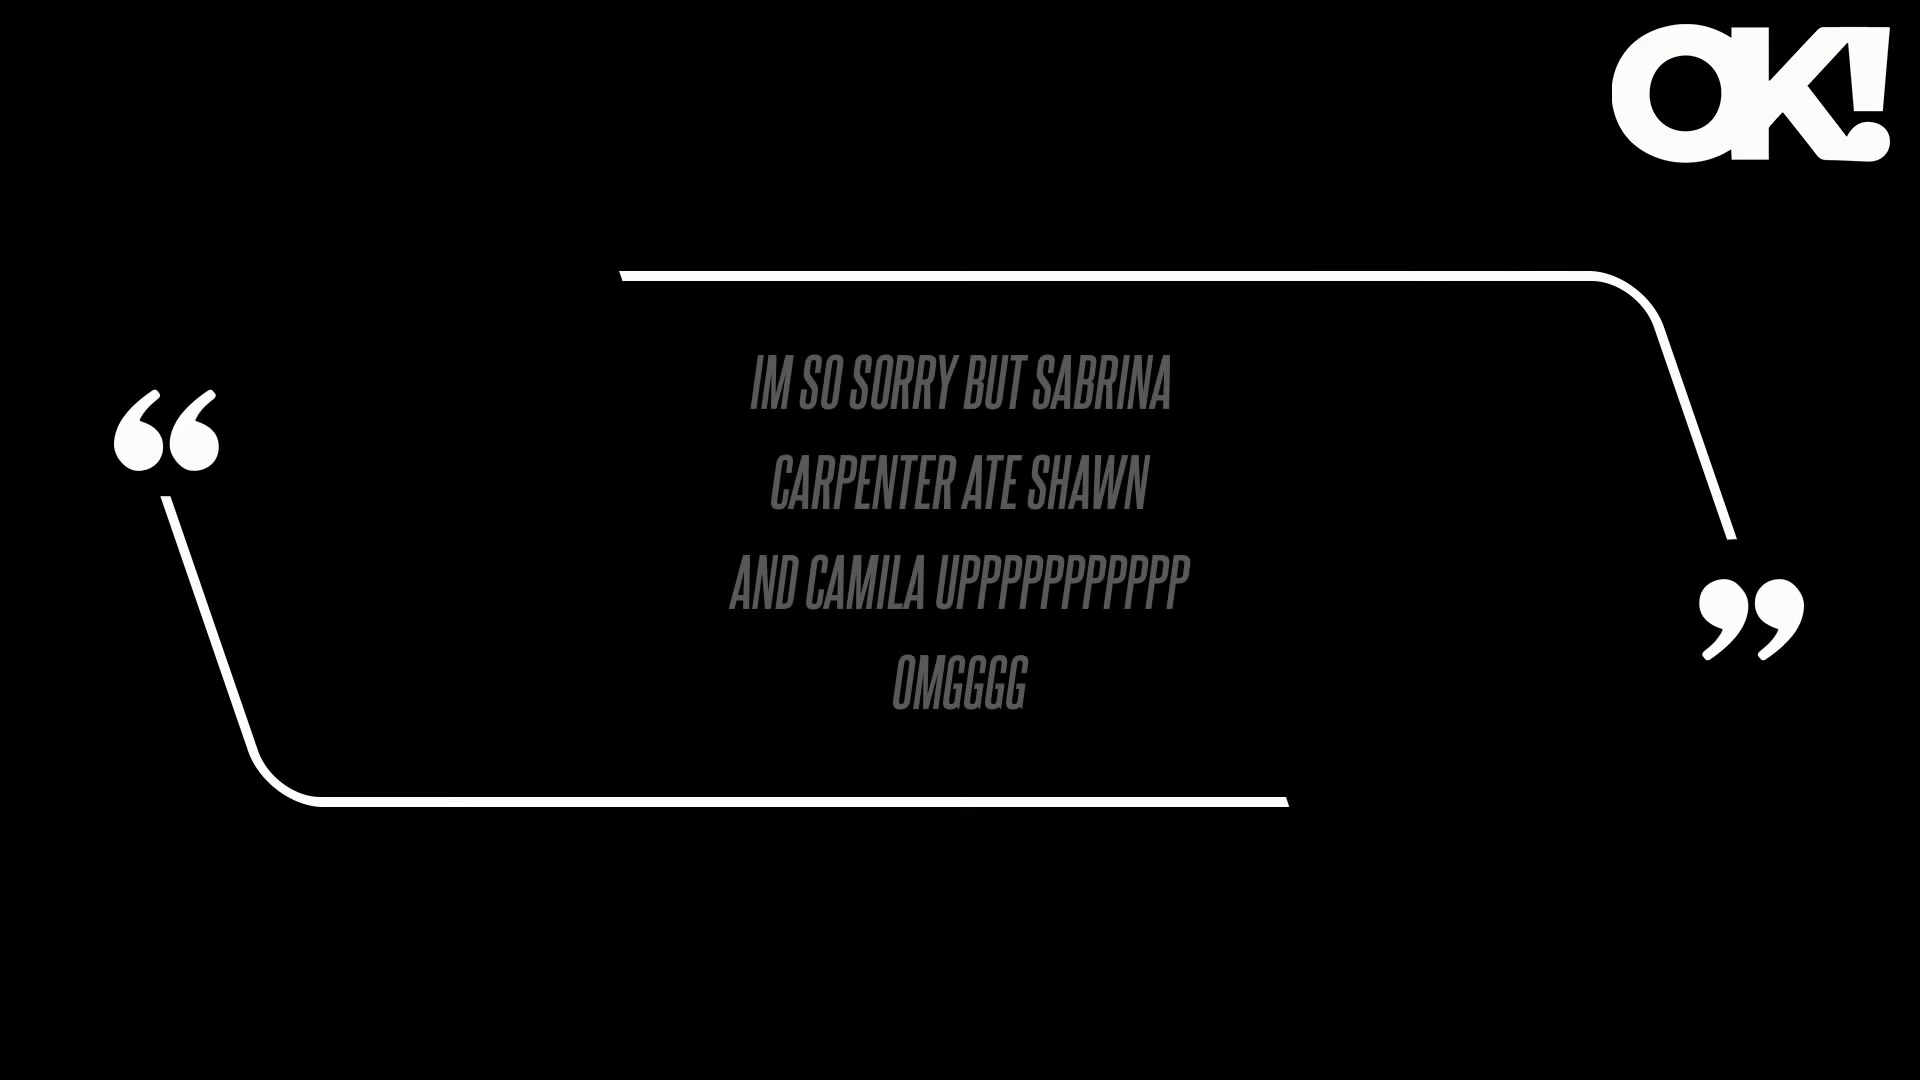 OK!
“
IM SO SORRY BUT SABRINA
CARPENTER ATE SHAWN
AND CAMILA UPPPPPPPPPPP
OMGGGG
”